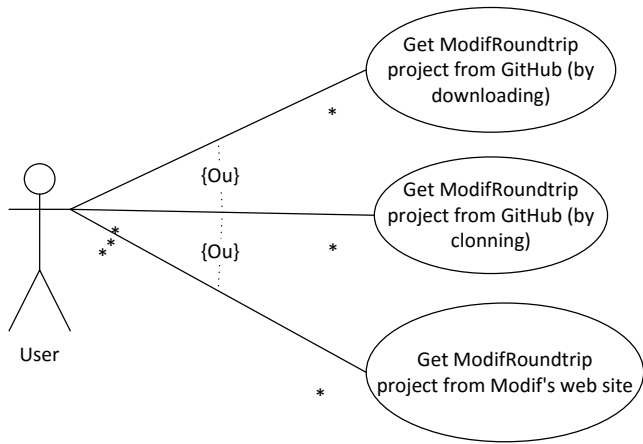 Get ModifRoundtrip
project from GitHub (by
downloading)
*
{Ou}
Get ModifRoundtrip
project from GitHub (by
clonning)
*
*
*
{Ou}
*
User
Get ModifRoundtrip
project from Modif's web site
*